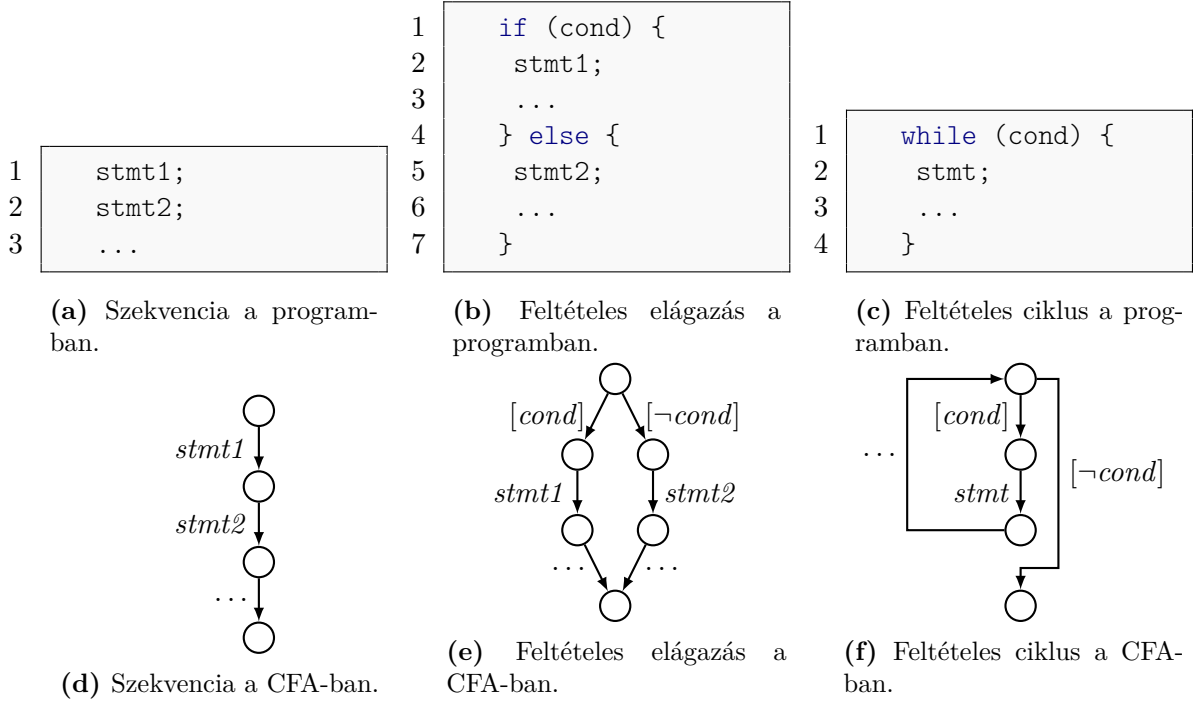 1 stmt1;
2 stmt2;
3 ...
(a) Szekvencia a program-
ban.
1 if (cond) {
2 stmt1;
3 ...
4 } else {
5 stmt2;
6 ...
7 }
(b) Feltételes elágazás a
programban.
1 while (cond) {
2 stmt;
3 ...
4 }
(c) Feltételes ciklus a prog-
ramban.
stmt1
stmt2
...
(d) Szekvencia a CFA-ban.
[cond] [¬cond]
stmt1 stmt2
... ...
(e) Feltételes elágazás a
CFA-ban.
[cond]
...
[¬cond]
stmt
(f) Feltételes ciklus a CFA-
ban.